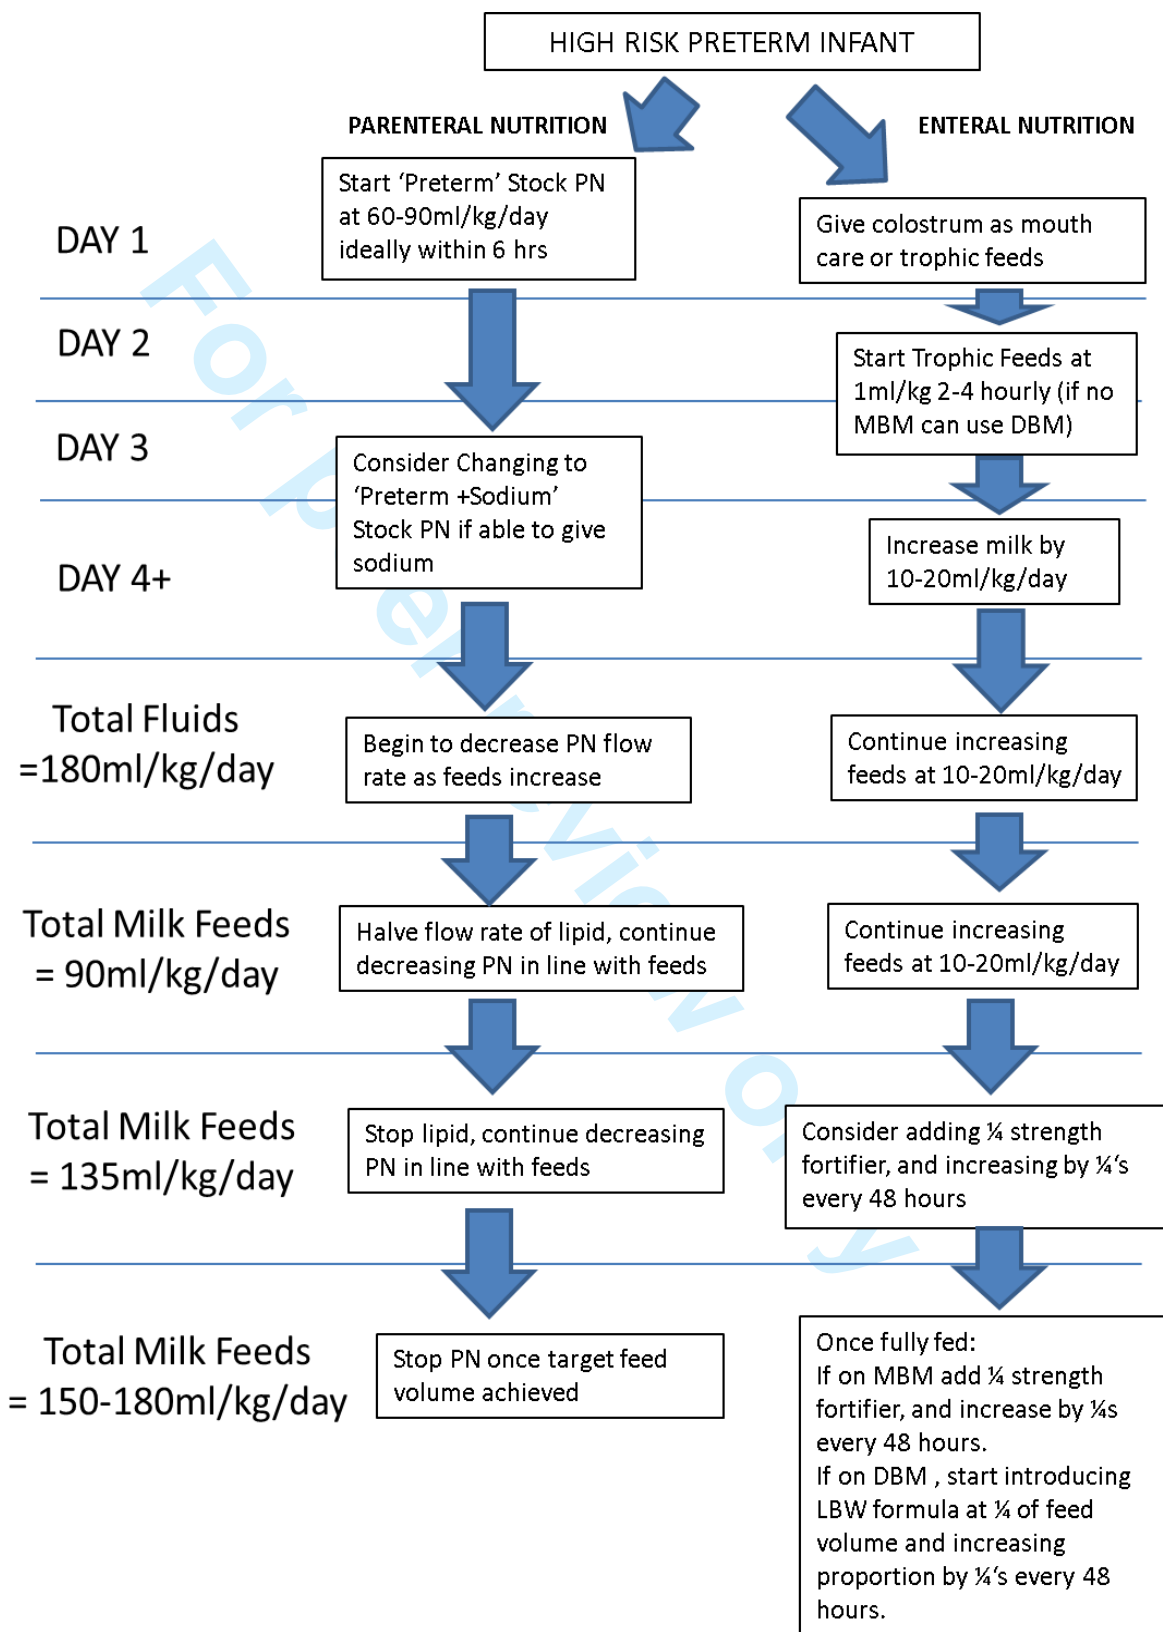 HIGH RISK PRETERM INFANT
PARENTERAL NUTRITION
ENTERAL NUTRITION
DAY 1
Start ‘Preterm’ Stock PN
at 60-90ml/kg/day
ideally within 6 hrs
Give colostrum as mouth
care or trophic feeds
DAY 2
Start Trophic Feeds at
1ml/kg 2-4 hourly (if no
MBM can use DBM)
DAY 3
Consider Changing to
‘Preterm +Sodium’
Stock PN if able to give
sodium
DAY 4+
Increase milk by
10-20ml/kg/day
Total Fluids
=180ml/kg/day
Begin to decrease PN flow
rate as feeds increase
Continue increasing
feeds at 10-20ml/kg/day
Total Milk Feeds
= 90ml/kg/day
Halve flow rate of lipid, continue
decreasing PN in line with feeds
Continue increasing
feeds at 10-20ml/kg/day
Total Milk Feeds
= 135ml/kg/day
Stop lipid, continue decreasing
PN in line with feeds
Consider adding ¼ strength
fortifier, and increasing by ¼‘s
every 48 hours
Total Milk Feeds
= 150-180ml/kg/day
Stop PN once target feed
volume achieved
Once fully fed:
If on MBM add ¼ strength
fortifier, and increase by ¼s
every 48 hours.
If on DBM , start introducing
LBW formula at ¼ of feed
volume and increasing
proportion by ¼‘s every 48
hours.
For peer review only